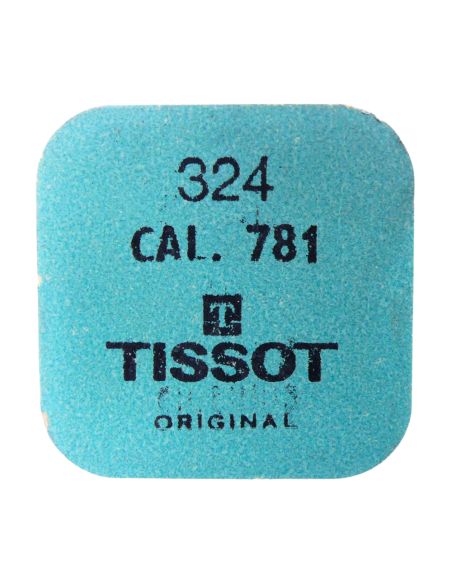 324
CAL. 781
T
TISSOT
ORIGINAL